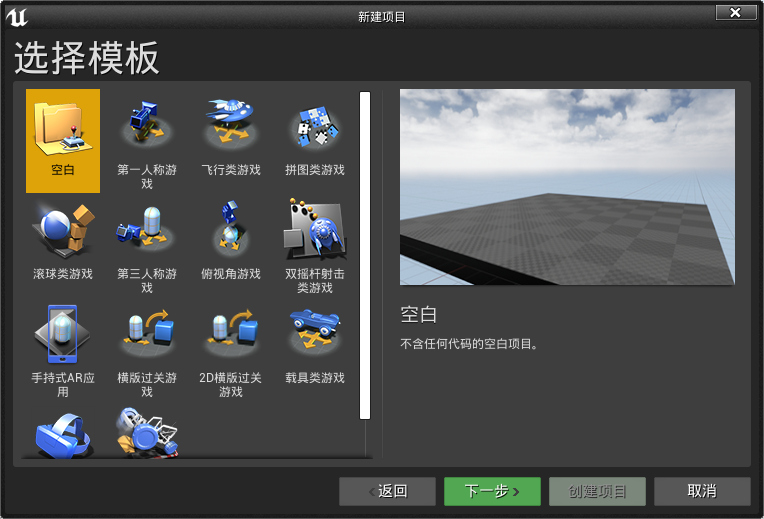 新建项目
选择模板
空白
第一人称游
戏
飞行类游戏
拼图类游戏
滚球类游戏
第三人称游
戏
俯视角游戏
双摇杆射击
类游戏
手持式AR应
用
横版过关游
戏
2D横版过关
游戏
载具类游戏
空白
不含任何代码的空白项目。
返回
下一步
创建项目
取消